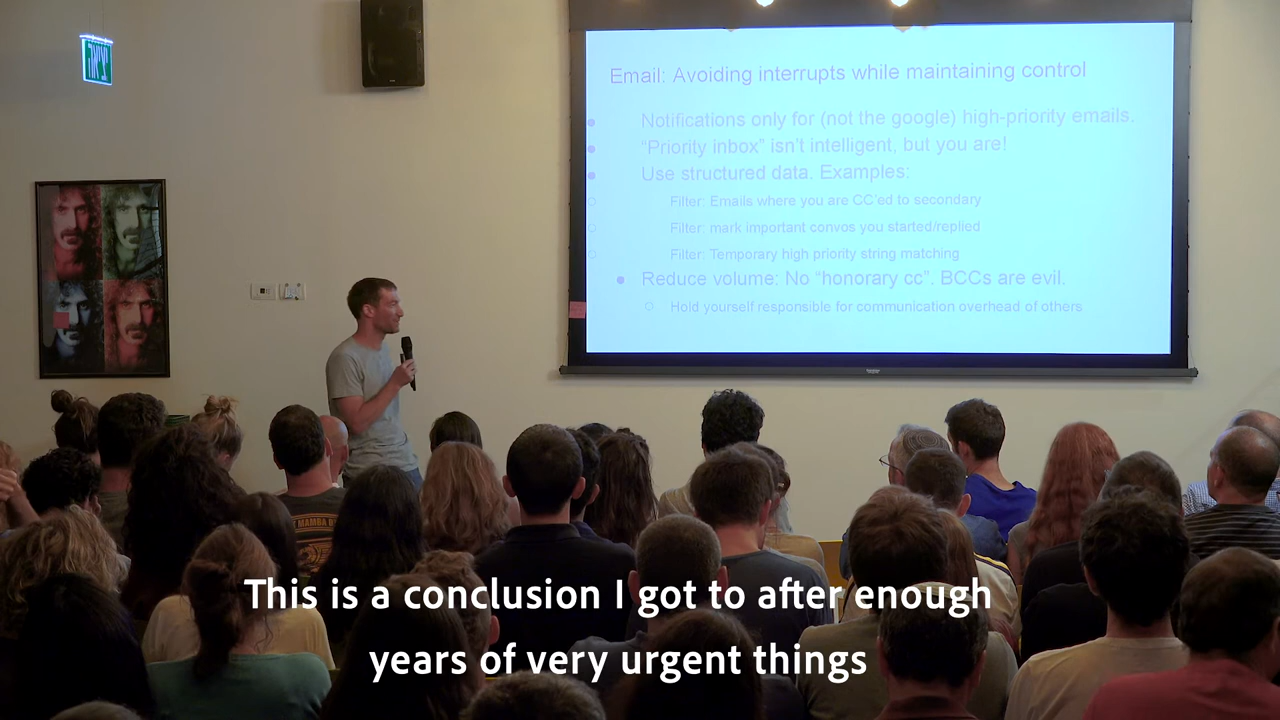 יציאה
Email: Avoiding interrupts while maintaining control
Notifications only for (not the google) high-priority emails.
“Priority inbox” isn’t intelligent, but you are!
Use structured data. Examples:
Filter: Emails where you are CC’ed to secondary
Filter: mark important convos you started/replied
Filter: Temporary high priority string matching
Reduce volume: No “honorary cc”. BCCs are evil.
Hold yourself responsible for communication overhead of others
MAMBA
This is a conclusion I got to after enough
years of very urgent things